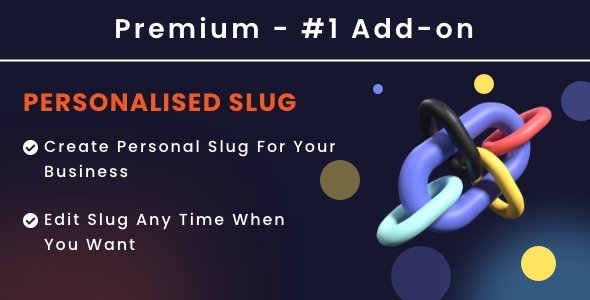 Premium - #1 Add-on
PERSONALISED SLUG
Create Personal Slug For Your
Business
Edit Slug Any Time When
You Want